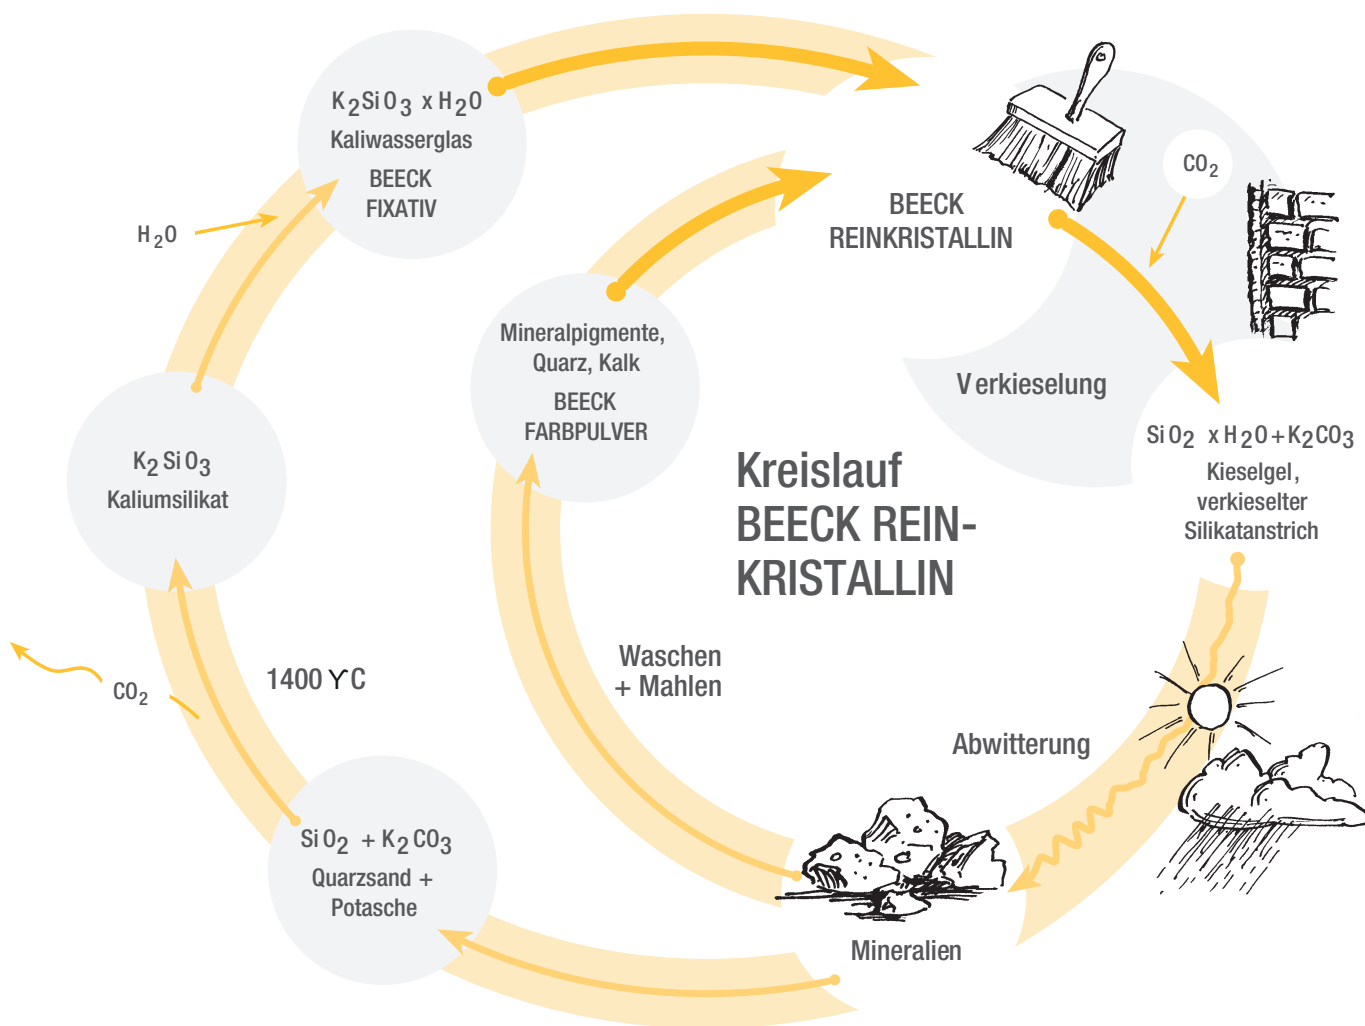 K2SiO3 x H2O
Kaliwasserglas
BEECK
FIXATIV
H2O
CO2
BEECK
REINKRISTALLIN
Mineralpigmente,
Quarz, Kalk
BEECK
FARBPULVER
Verkieselung
SiO2 x H2O+K2CO3
Kieselgel,
verkieselter
Silikatanstrich
K2SiO3
Kaliumsilikat
Kreislauf
BEECK REIN-
KRISTALLIN
Waschen
+ Mahlen
1400 ϒC
CO2
Abwitterung
SiO2 + K2CO3
Quarzsand +
Potasche
Mineralien